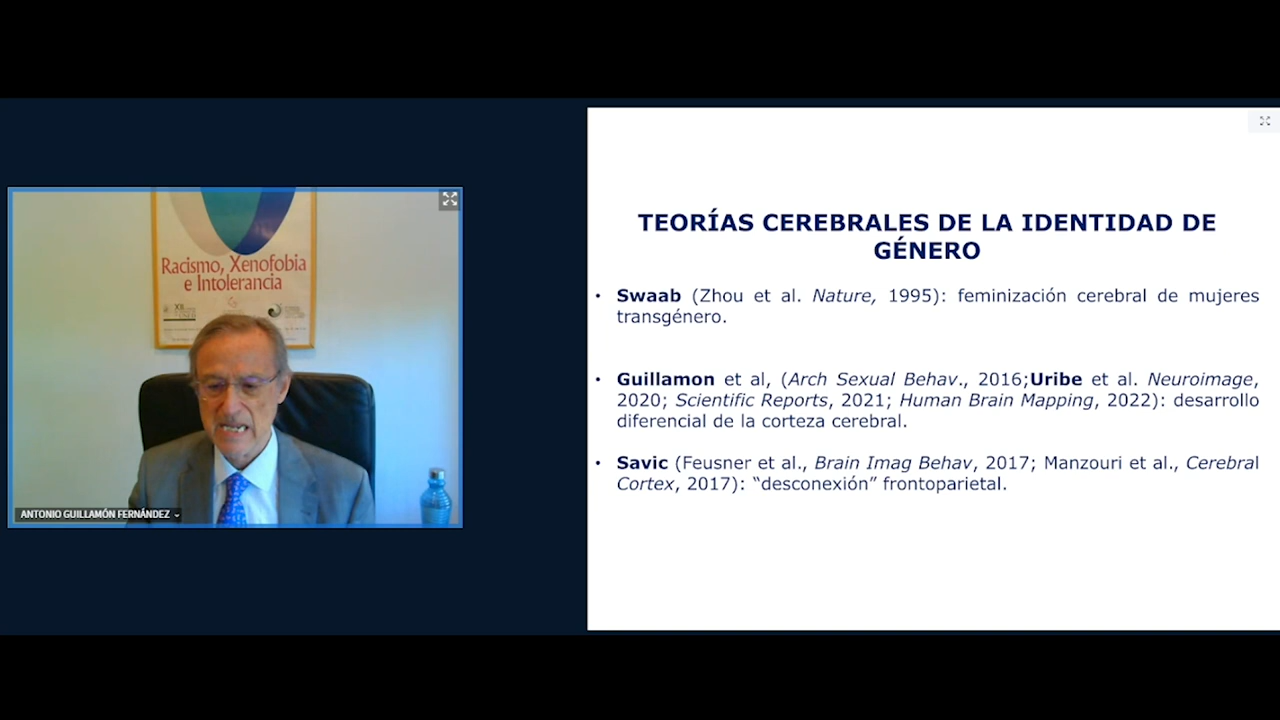 Racismo, Xenofobia
e Intolerancia
ANTONIO GUILLAMÓN FERNÁNDEZ
TEORÍAS CEREBRALES DE LA IDENTIDAD DE
GÉNERO
• Swaab (Zhou et al. Nature, 1995): feminización cerebral de mujeres
transgénero.
• Guillamon et al, (Arch Sexual Behav., 2016;Uribe et al. Neuroimage,
2020; Scientific Reports, 2021; Human Brain Mapping, 2022): desarrollo
diferencial de la corteza cerebral.
• Savic (Feusner et al., Brain Imag Behav, 2017; Manzouri et al., Cerebral
Cortex, 2017): “desconexión” frontoparietal.